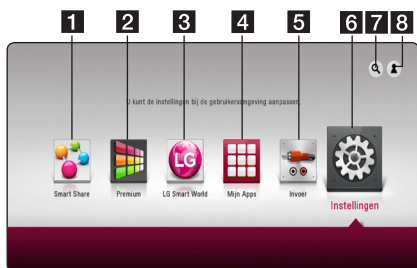 1 2 3 4 5 6 7 8
U kunt de instellingen bij de gebruikersomgeving aanpassen.
LG
Smart Share Premium LG Smart World Mijn Apps Invoer
Instellingen